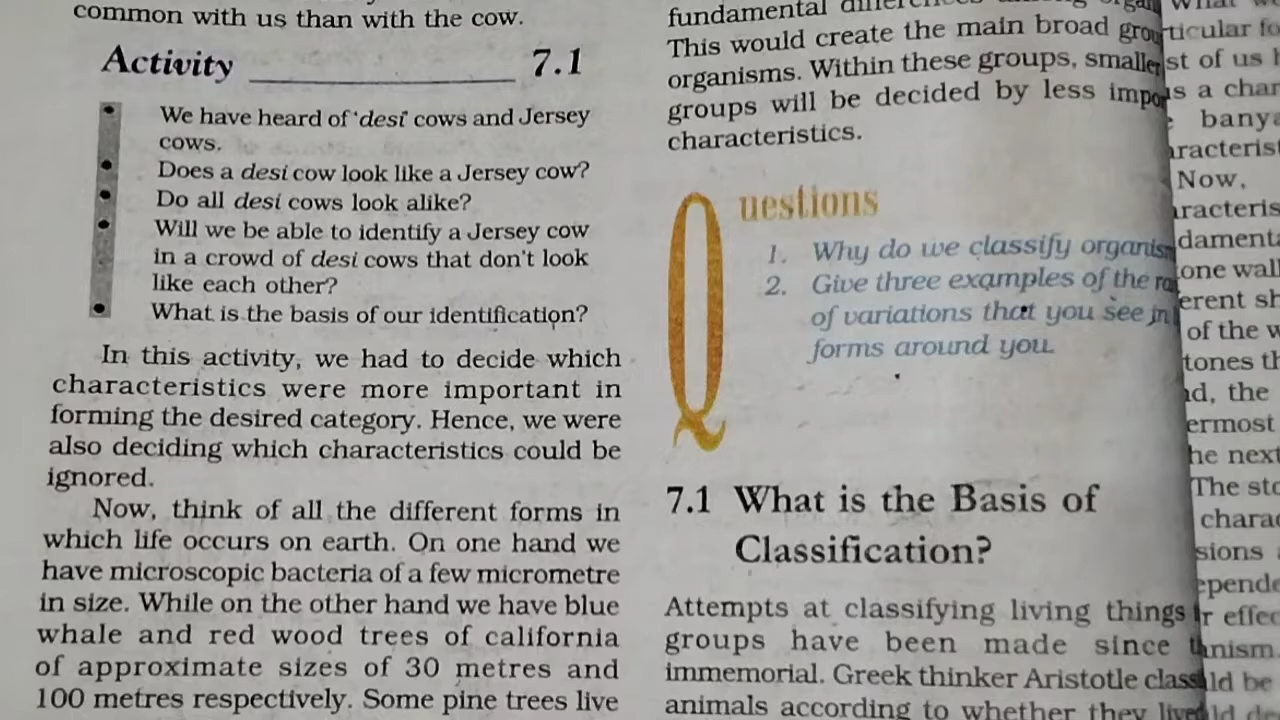 common with us than with the cow.
Activity 7.1
We have heard of 'desi' cows and Jersey
cows.
Does a desi cow look like a Jersey cow?
Do all desi cows look alike?
Will we be able to identify a Jersey cow
in a crowd of desi cows that don't look
like each other?
What is the basis of our identification?
In this activity, we had to decide which
characteristics were more important in
forming the desired category. Hence, we were
also deciding which characteristics could be
ignored.
Now, think of all the different forms in
which life occurs on earth. On one hand we
have microscopic bacteria of a few micrometre
in size. While on the other hand we have blue
whale and red wood trees of california
of approximate sizes of 30 metres and
100 metres respectively. Some pine trees live
fundamental
This would create the main broad
organisms. Within these groups,
groups will be decided by less
characteristics.
Questions
1. Why do we classify
2. Give three examples of the
of variations that you see in
forms around you.
7.1 What is the Basis of
Classification?
Attempts at classifying living things
groups have been made since
immemorial. Greek thinker Aristotle
animals according to whether they
st of us
s a
Now,
one
of the
the
The